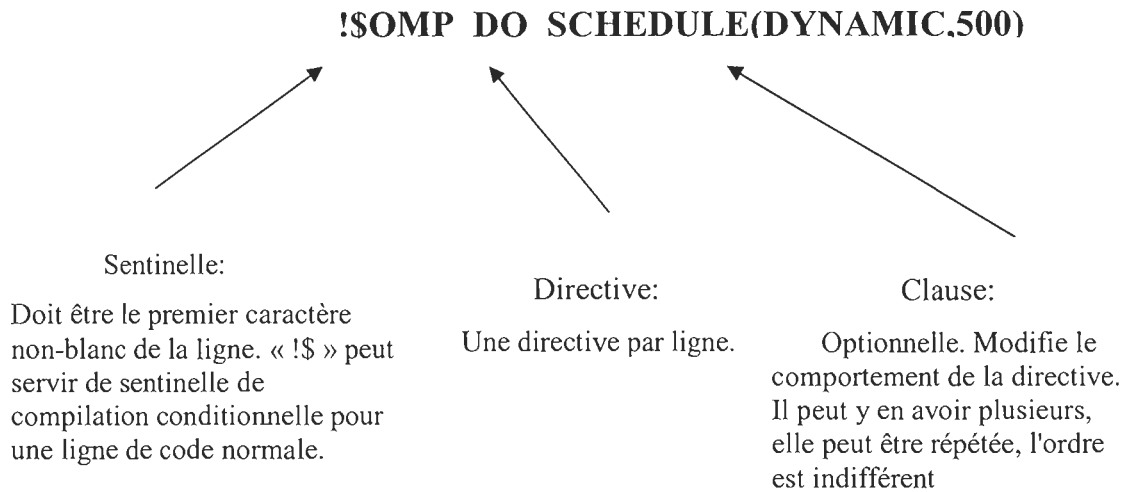 !$OMP DO SCHEDULE(DYNAMIC,500)
Sentinelle:
Doit être le premier caractère
non-blanc de la ligne. « !$ » peut
servir de sentinelle de
compilation conditionnelle pour
une ligne de code normale.
Directive:
Une directive par ligne.
Clause:
Optionnelle. Modifie le
comportement de la directive.
Il peut y en avoir plusieurs,
elle peut être répétée, l'ordre
est indifférent